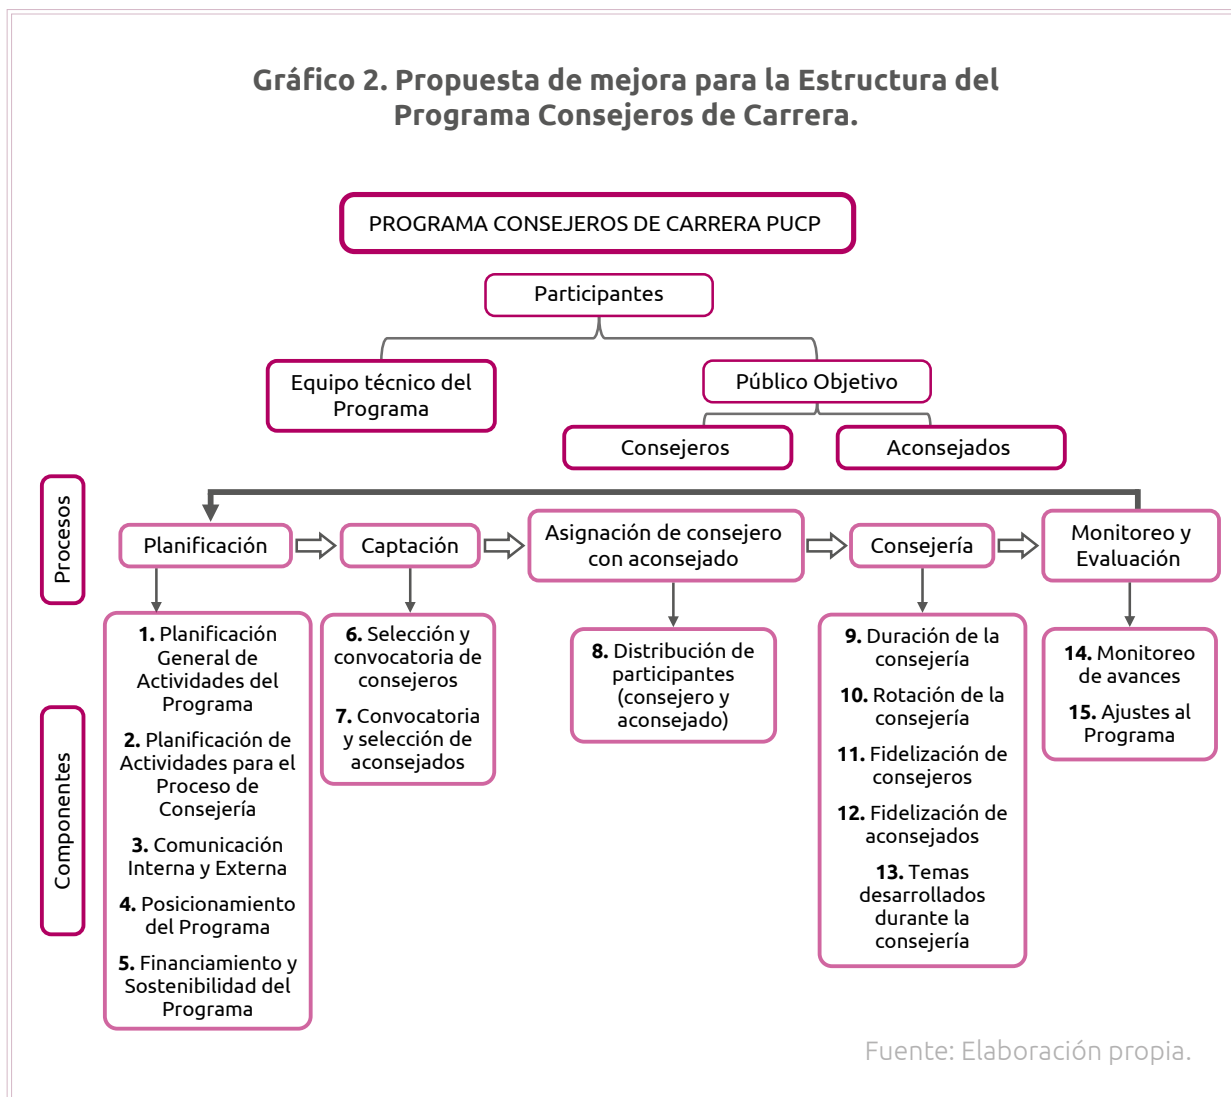 Gráfico 2. Propuesta de mejora para la Estructura del
Programa Consejeros de Carrera.
PROGRAMA CONSEJEROS DE CARRERA PUCP
Participantes
Equipo técnico del
Programa
Público Objetivo
Consejeros
Aconsejados
Procesos
Planificación
Captación
Asignación de consejero
con aconsejado
Consejería
Monitoreo y
Evaluación
Componentes
1. Planificación
General de
Actividades del
Programa
2. Planificación de
Actividades para el
Proceso de
Consejería
3. Comunicación
Interna y Externa
4. Posicionamiento
del Programa
5. Financiamiento y
Sostenibilidad del
Programa
6. Selección y
convocatoria de
consejeros
7. Convocatoria
y selección de
aconsejados
8. Distribución de
participantes
(consejero y
aconsejado)
9. Duración de la
consejería
10. Rotación de la
consejería
11. Fidelización de
consejeros
12. Fidelización de
aconsejados
13. Temas
desarrollados
durante la
consejería
14. Monitoreo
de avances
15. Ajustes al
Programa
Fuente: Elaboración propia.